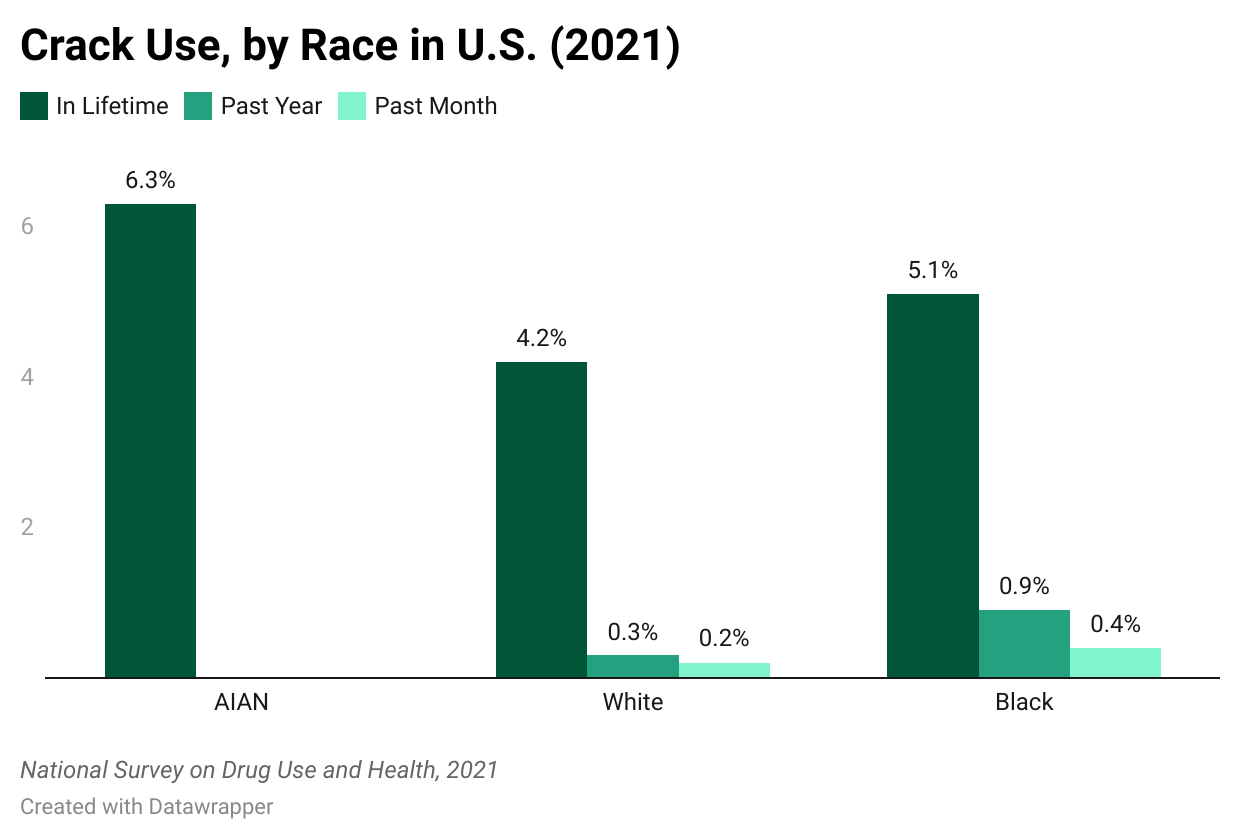 Crack Use, by Race in U.S. (2021)
In Lifetime Past Year Past Month
6.3%
6
5.1%
4.2%
4
2
0.9%
0.3% 0.2% 0.4%
AIAN White Black
National Survey on Drug Use and Health, 2021
Created with Datawrapper